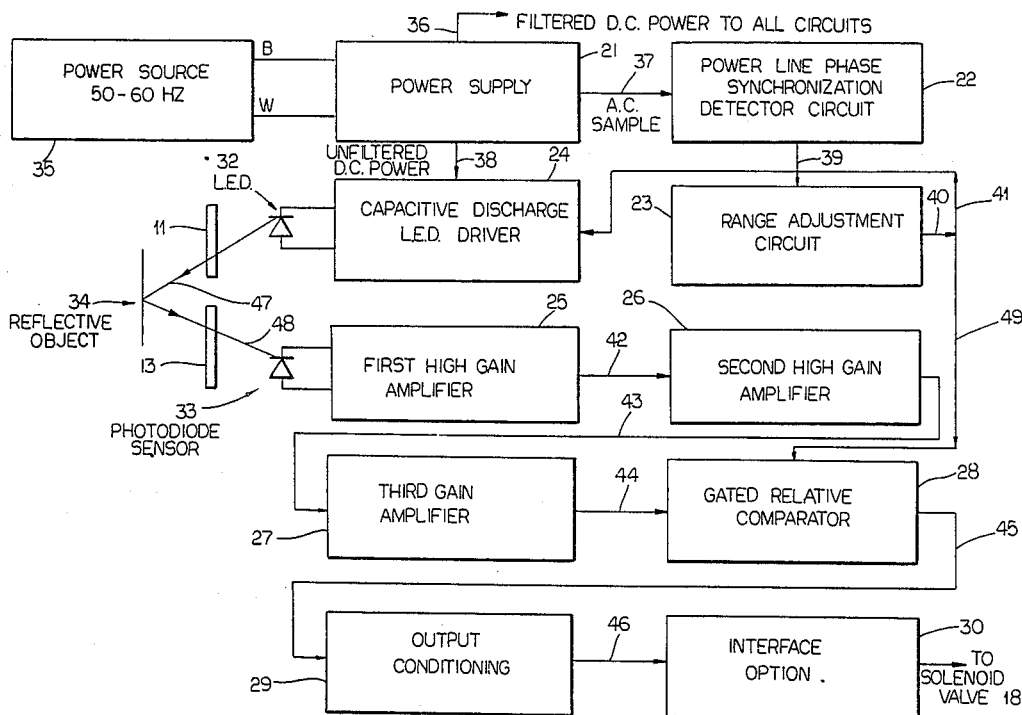 36
FILTERED D.C. POWER TO ALL CIRCUITS
POWER SOURCE
50-60 HZ
B
W
35
POWER SUPPLY
21
37
A.C.
SAMPLE
POWER LINE PHASE
SYNCHRONIZATION
DETECTOR CIRCUIT
22
UNFILTERED
D.C. POWER
38
39
32
L.E.D.
24
CAPACITIVE DISCHARGE
L.E.D. DRIVER
23
RANGE ADJUSTMENT
CIRCUIT
40
41
11
34
REFLECTIVE
OBJECT
47
48
13
33
PHOTODIODE
SENSOR
25
FIRST HIGH GAIN
AMPLIFIER
42
26
SECOND HIGH GAIN
AMPLIFIER
49
43
THIRD GAIN
AMPLIFIER
27
44
GATED RELATIVE
COMPARATOR
28
45
OUTPUT
CONDITIONING
29
46
INTERFACE
OPTION
30
TO
SOLENOID
VALVE 18